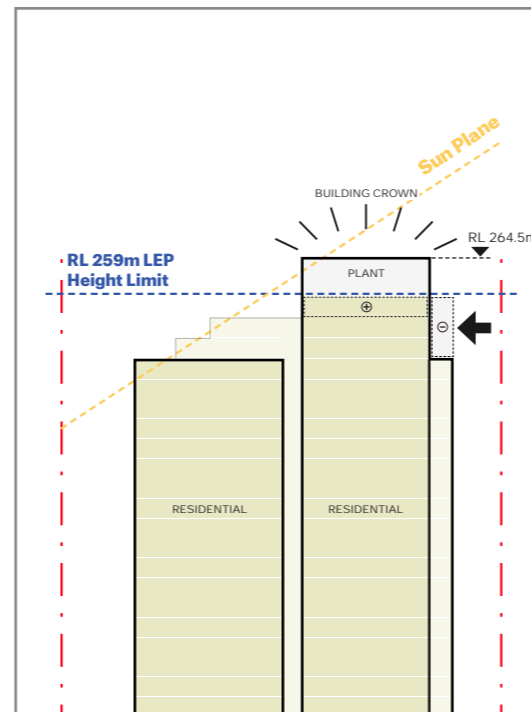 Sun Plane
BUILDING CROWN
RL 264.5m
RL 259m LEP
Height Limit
PLANT
RESIDENTIAL
RESIDENTIAL